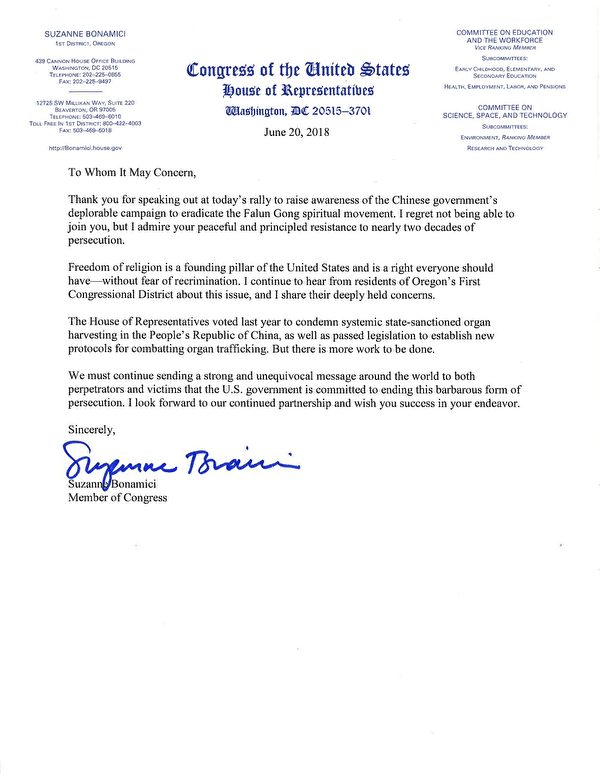 SUZANNE BONAMICI
1ST DISTRICT, OREGON
439 CANNON HOUSE OFFICE BUILDING
WASHINGTON, DC 20515
TELEPHONE: 202–225–0855
FAX: 202–225–9497
12725 SW MILLIKAN WAY, SUITE 220
BEAVERTON, OR 97005
TELEPHONE: 503–469–6010
TOLL FREE IN 1ST DISTRICT: 800–422–4003
FAX: 503–469–6018
http://Bonamici.house.gov
Congress of the United States
House of Representatives
Washington, DC 20515–3701
June 20, 2018
COMMITTEE ON EDUCATION
AND THE WORKFORCE
VICE RANKING MEMBER
SUBCOMMITTEES:
EARLY CHILDHOOD, ELEMENTARY, AND
SECONDARY EDUCATION
HEALTH, EMPLOYMENT, LABOR, AND PENSIONS
COMMITTEE ON
SCIENCE, SPACE, AND TECHNOLOGY
SUBCOMMITTEES:
ENVIRONMENT, RANKING MEMBER
RESEARCH AND TECHNOLOGY
To Whom It May Concern,
Thank you for speaking out at today's rally to raise awareness of the Chinese government's
deplorable campaign to eradicate the Falun Gong spiritual movement. I regret not being able to
join you, but I admire your peaceful and principled resistance to nearly two decades of
persecution.
Freedom of religion is a founding pillar of the United States and is a right everyone should
have—without fear of recrimination. I continue to hear from residents of Oregon's First
Congressional District about this issue, and I share their deeply held concerns.
The House of Representatives voted last year to condemn systemic state-sanctioned organ
harvesting in the People's Republic of China, as well as passed legislation to establish new
protocols for combatting organ trafficking. But there is more work to be done.
We must continue sending a strong and unequivocal message around the world to both
perpetrators and victims that the U.S. government is committed to ending this barbarous form of
persecution. I look forward to our continued partnership and wish you success in your endeavor.
Sincerely,
Suzanne Bonamici
Suzanne Bonamici
Member of Congress